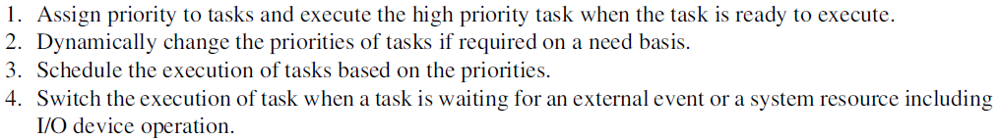 1. Assign priority to tasks and execute the high priority task when the task is ready to execute.
2. Dynamically change the priorities of tasks if required on a need basis.
3. Schedule the execution of tasks based on the priorities.
4. Switch the execution of task when a task is waiting for an external event or a system resource including
I/O device operation.